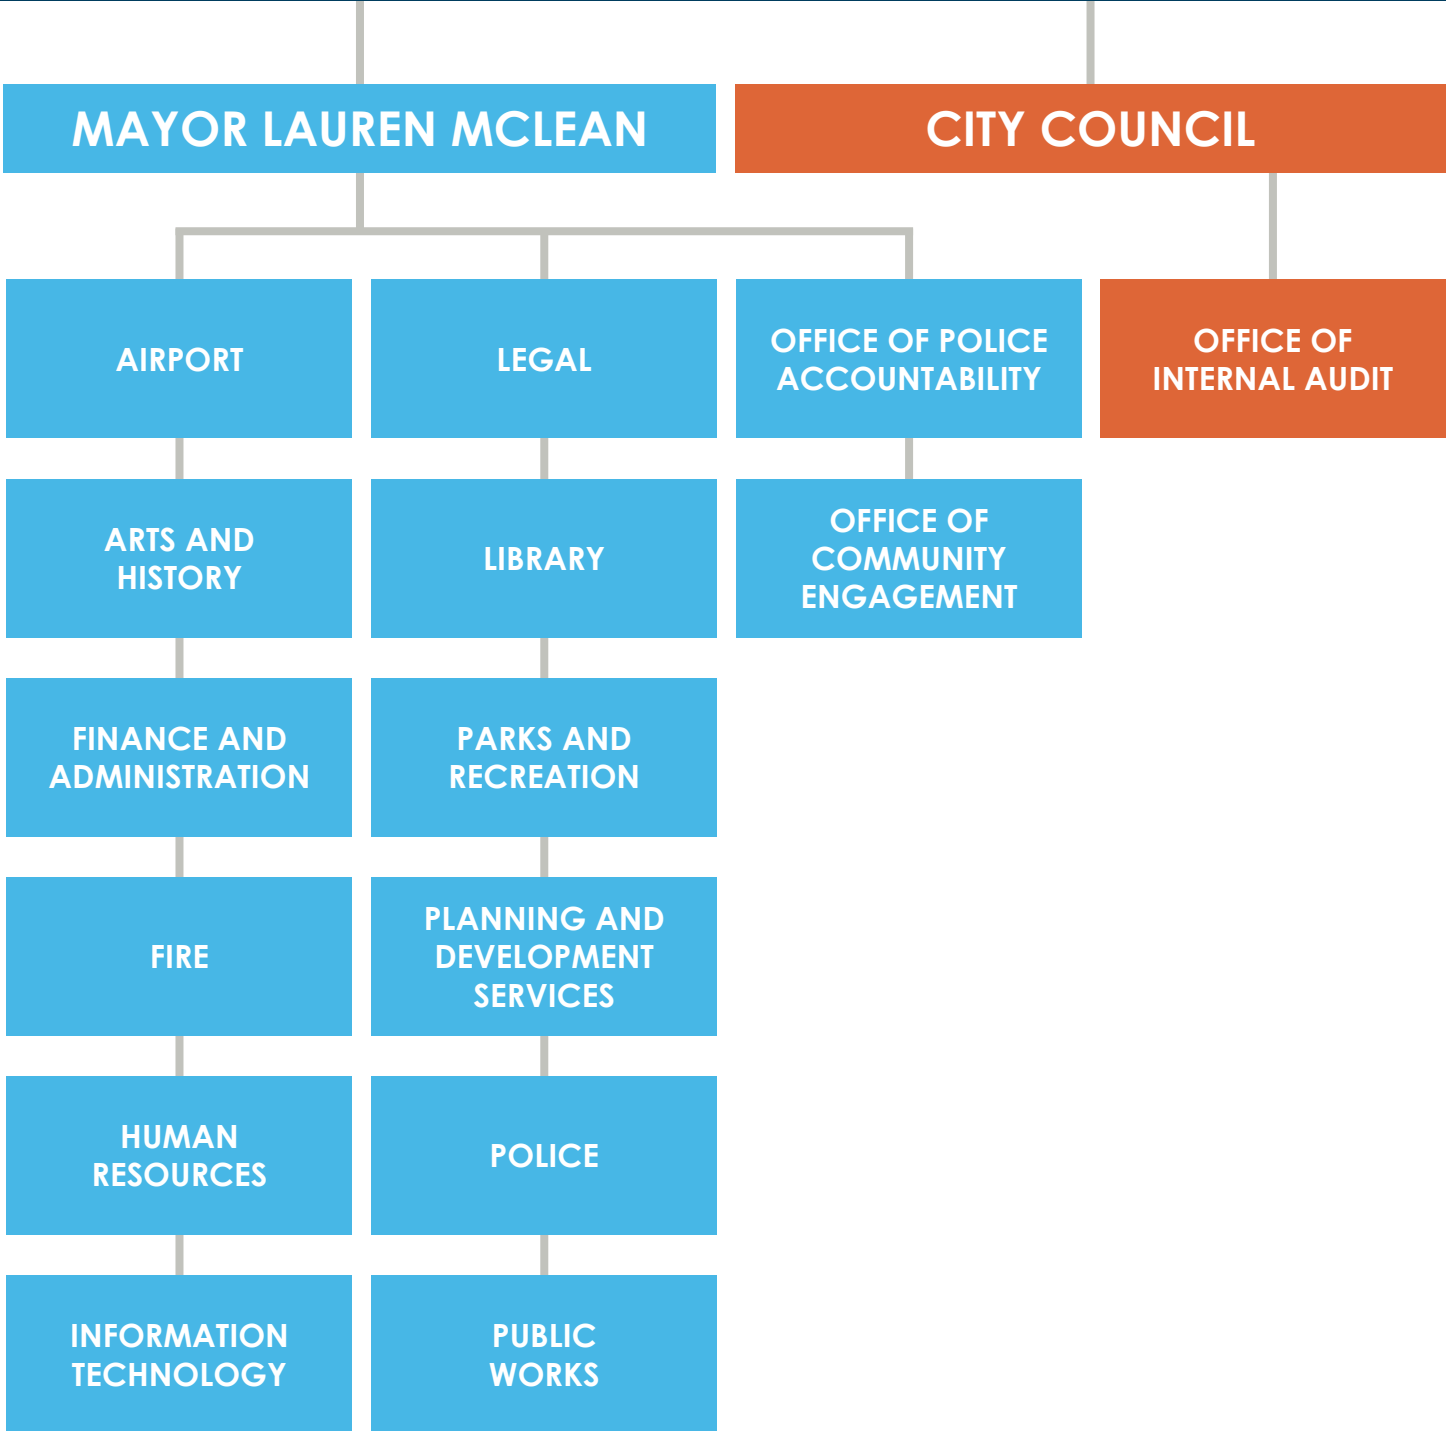 MAYOR LAUREN MCLEAN
CITY COUNCIL
AIRPORT
LEGAL
OFFICE OF POLICE
ACCOUNTABILITY
OFFICE OF
INTERNAL AUDIT
ARTS AND
HISTORY
LIBRARY
OFFICE OF
COMMUNITY
ENGAGEMENT
FINANCE AND
ADMINISTRATION
PARKS AND
RECREATION
FIRE
PLANNING AND
DEVELOPMENT
SERVICES
HUMAN
RESOURCES
POLICE
INFORMATION
TECHNOLOGY
PUBLIC
WORKS